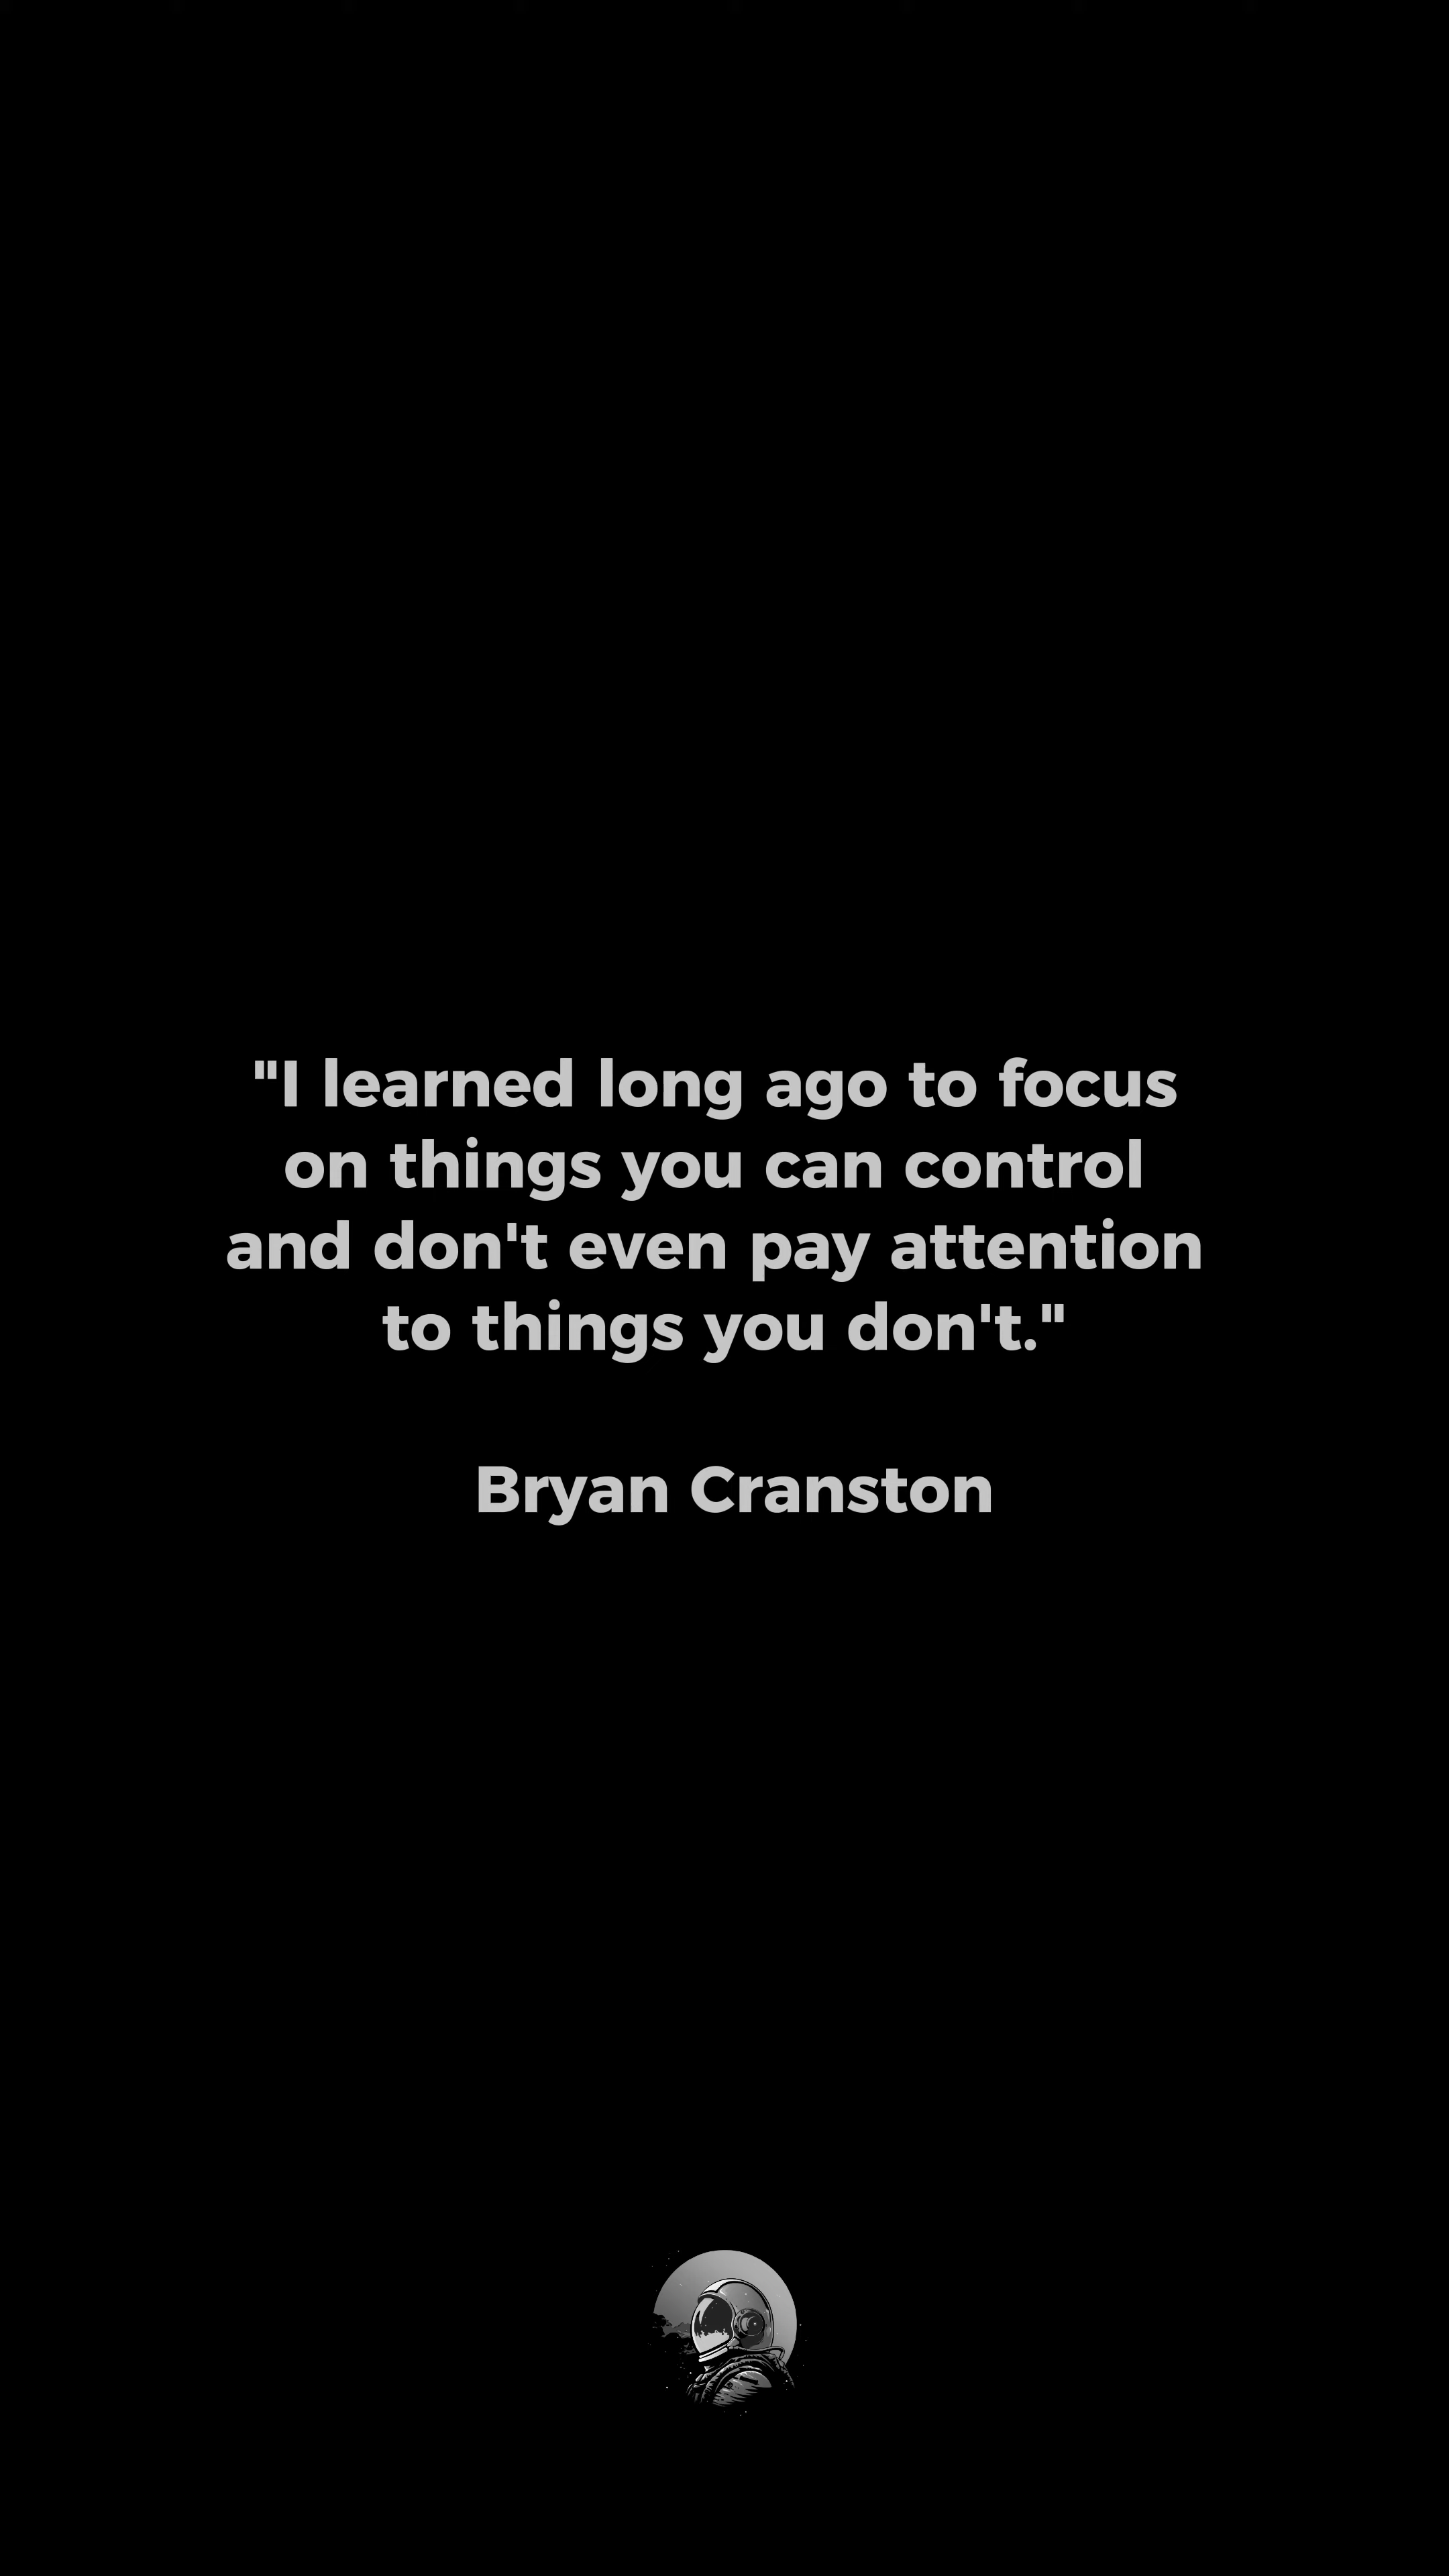 "I learned long ago to focus
on things you can control
and don't even pay attention
to things you don't."
Bryan Cranston